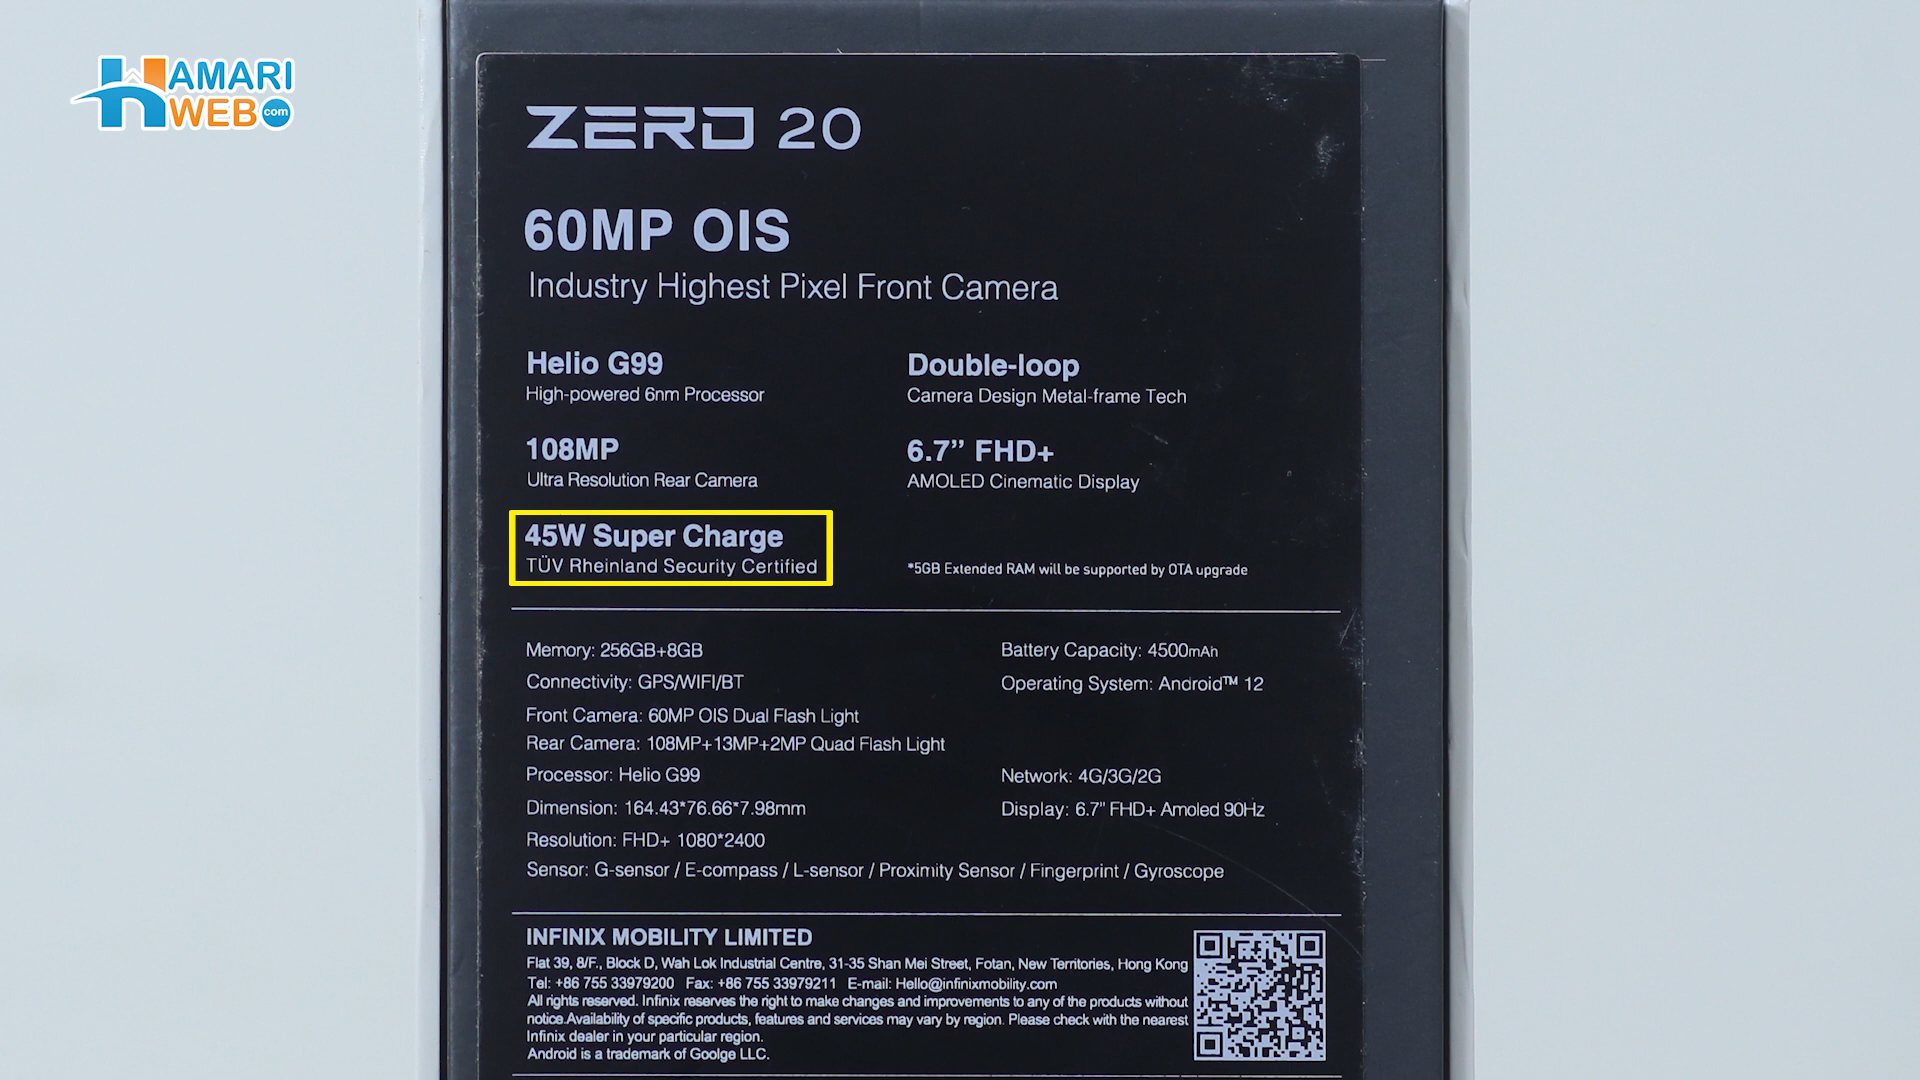 HAMARI
WEB.com
ZERO 20
60MP OIS
Industry Highest Pixel Front Camera
Helio G99
High-powered 6nm Processor
Double-loop
Camera Design Metal-frame Tech
108MP
Ultra Resolution Rear Camera
6.7” FHD+
AMOLED Cinematic Display
45W Super Charge
TÜV Rheinland Security Certified
*5GB Extended RAM will be supported by OTA upgrade
Memory: 256GB+8GB
Battery Capacity: 4500mAh
Connectivity: GPS/WIFI/BT
Operating System: Android™ 12
Front Camera: 60MP OIS Dual Flash Light
Rear Camera: 108MP+13MP+2MP Quad Flash Light
Processor: Helio G99
Network: 4G/3G/2G
Dimension: 164.43*76.66*7.98mm
Display: 6.7" FHD+ Amoled 90Hz
Resolution: FHD+ 1080*2400
Sensor: G-sensor / E-compass / L-sensor / Proximity Sensor / Fingerprint / Gyroscope
INFINIX MOBILITY LIMITED
Flat 39, 8/F., Block D, Wah Lok Industrial Centre, 31-35 Shan Mei Street, Fotan, New Territories, Hong Kong
Tel: +86 755 33979200 Fax: +86 755 33979211 E-mail: Hello@infinixmobility.com
All rights reserved. Infinix reserves the right to make changes and improvements to any of the products without
notice.Availability of specific products, features and services may vary by region. Please check with the nearest
Infinix dealer in your particular region.
Android is a trademark of Goolge LLC.